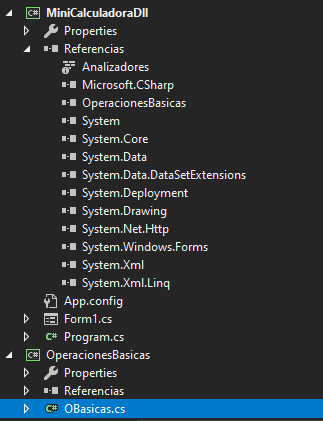 C# MiniCalculadoraDll
Properties
Referencias
Analizadores
Microsoft.CSharp
OperacionesBasicas
System
System.Core
System.Data
System.Data.DataSetExtensions
System.Deployment
System.Drawing
System.Net.Http
System.Windows.Forms
System.Xml
System.Xml.Linq
App.config
Form1.cs
C# Program.cs
C# OperacionesBasicas
Properties
Referencias
C# OBasicas.cs